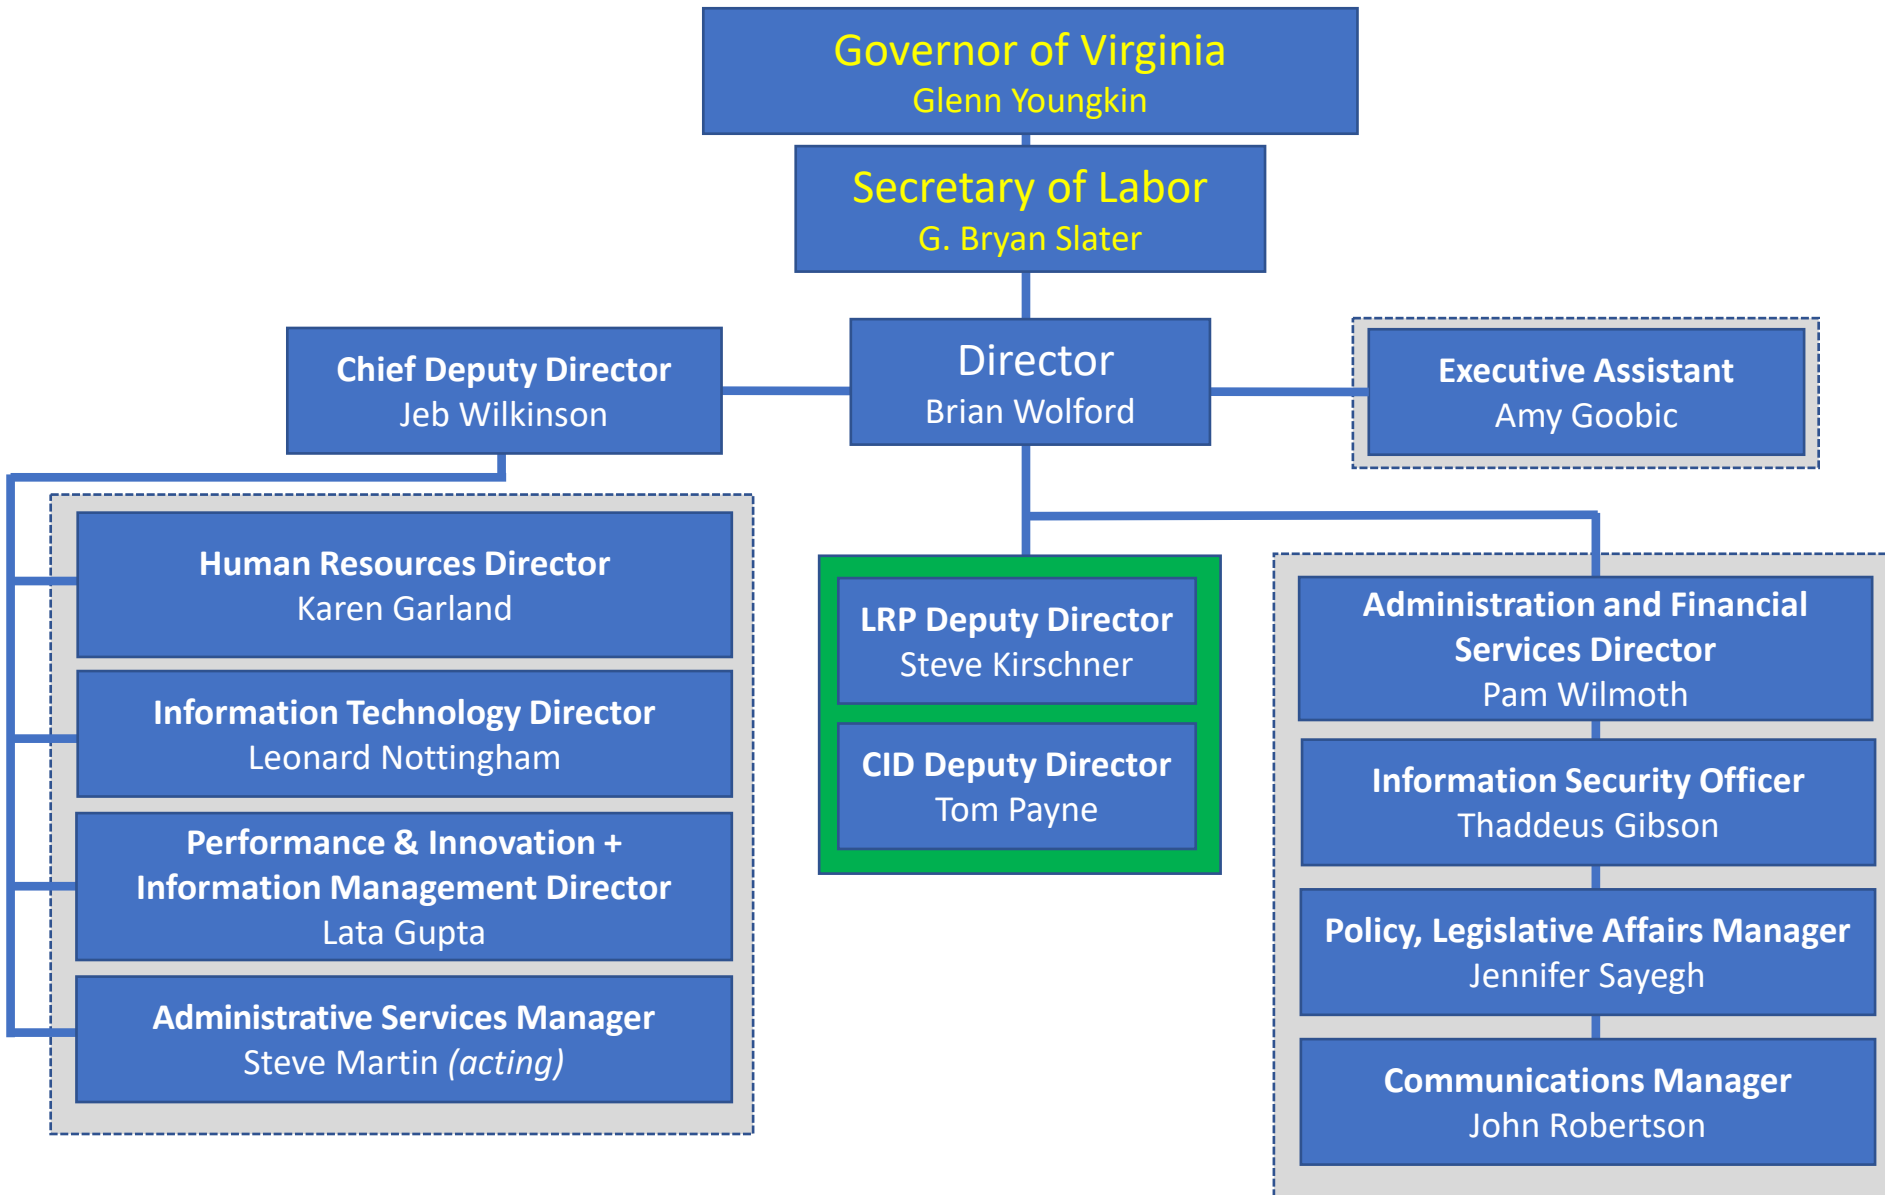 Governor of Virginia
Glenn Youngkin
Secretary of Labor
G. Bryan Slater
Chief Deputy Director
Jeb Wilkinson
Director
Brian Wolford
Executive Assistant
Amy Goobic
Human Resources Director
Karen Garland
Information Technology Director
Leonard Nottingham
Performance & Innovation +
Information Management Director
Lata Gupta
Administrative Services Manager
Steve Martin (acting)
LRP Deputy Director
Steve Kirschner
CID Deputy Director
Tom Payne
Administration and Financial
Services Director
Pam Wilmoth
Information Security Officer
Thaddeus Gibson
Policy, Legislative Affairs Manager
Jennifer Sayegh
Communications Manager
John Robertson